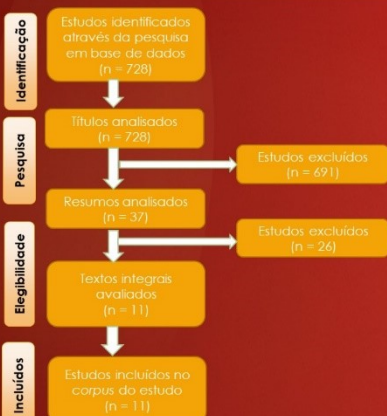 Identificação
Estudos identificados
através da pesquisa
em base de dados
(n = 728)
Pesquisa
Títulos analisados
(n = 728)
Estudos excluídos
(n = 691)
Resumos analisados
(n = 37)
Elegibilidade
Estudos excluídos
(n = 26)
Textos integrais
avaliados
(n = 11)
Incluídos
Estudos incluídos no
corpus do estudo
(n = 11)